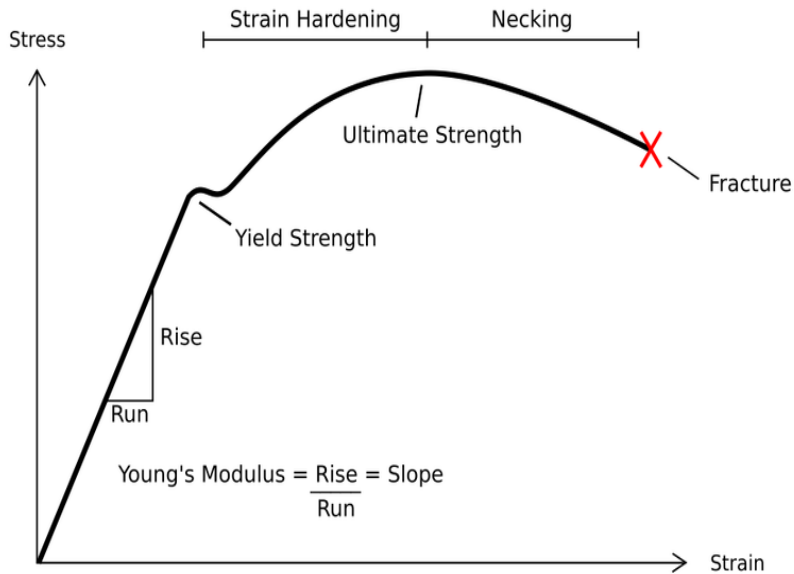 Strain Hardening
Necking
Stress
Ultimate Strength
Fracture
Yield Strength
Rise
Run
Young's Modulus = Rise = Slope
Run
Strain